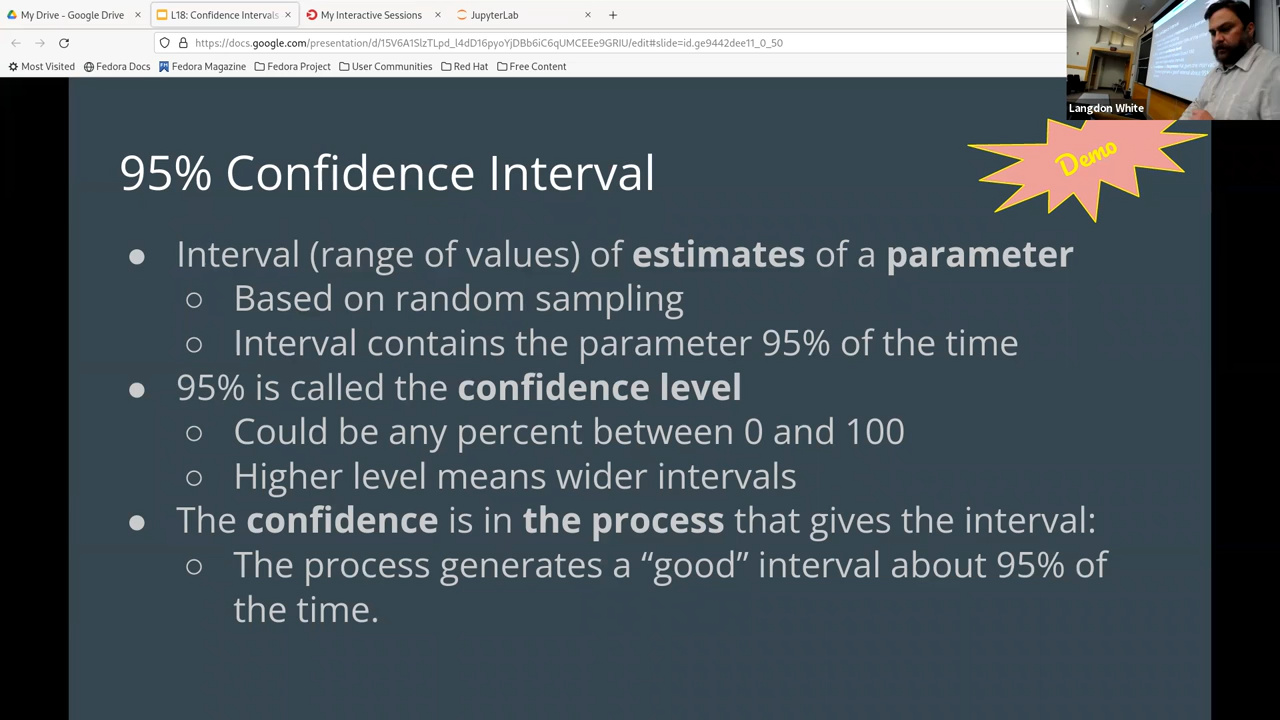 My Drive - Google Drive
L18: Confidence Intervals
My Interactive Sessions
JupyterLab
https://docs.google.com/presentation/d/15V6A1SlzTLpd_l4dD1epyoYjDBb6iC6qUMCEEe9GRIU/edit#slide=id.ge9442dee11_0_50
Most Visited
Fedora Docs
Fedora Magazine
Fedora Project
User Communities
Red Hat
Free Content
Langdon White
Demo
95% Confidence Interval
● Interval (range of values) of estimates of a parameter
○ Based on random sampling
○ Interval contains the parameter 95% of the time
● 95% is called the confidence level
○ Could be any percent between 0 and 100
○ Higher level means wider intervals
● The confidence is in the process that gives the interval:
○ The process generates a “good” interval about 95% of
the time.